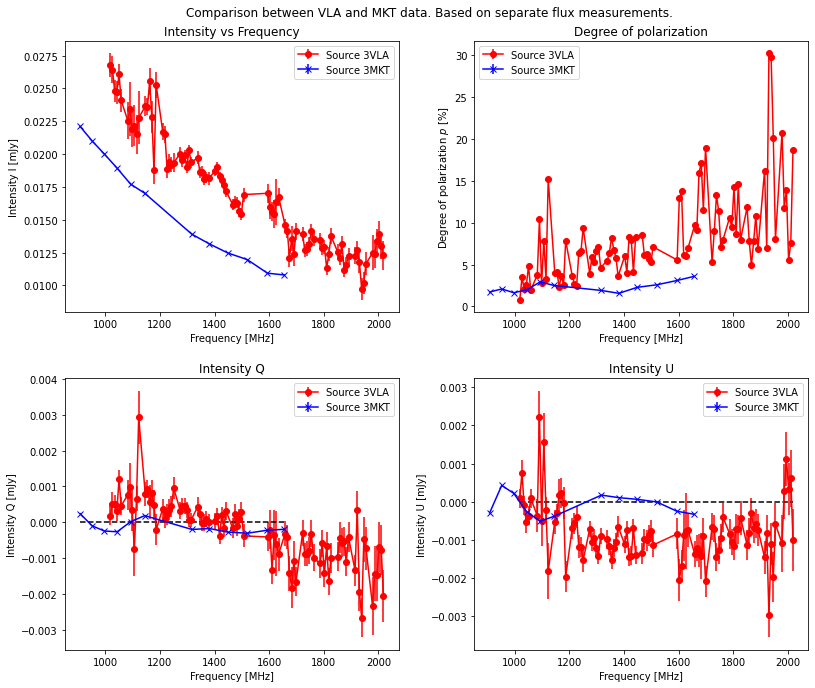 Comparison between VLA and MKT data. Based on separate flux measurements.
Intensity vs Frequency
Intensity I [mJy]
0.0275
0.0250
0.0225
0.0200
0.0175
0.0150
0.0125
0.0100
Source 3VLA
Source 3MKT
1000 1200 1400 1600 1800 2000
Frequency [MHz]
Degree of polarization
Degree of polarization p [%]
30
25
20
15
10
5
0
Source 3VLA
Source 3MKT
1000 1200 1400 1600 1800 2000
Frequency [MHz]
Intensity Q
Intensity Q [mJy]
0.004
0.003
0.002
0.001
0.000
−0.001
−0.002
−0.003
Source 3VLA
Source 3MKT
1000 1200 1400 1600 1800 2000
Frequency [MHz]
Intensity U
Intensity U [mJy]
0.003
0.002
0.001
0.000
−0.001
−0.002
−0.003
Source 3VLA
Source 3MKT
1000 1200 1400 1600 1800 2000
Frequency [MHz]